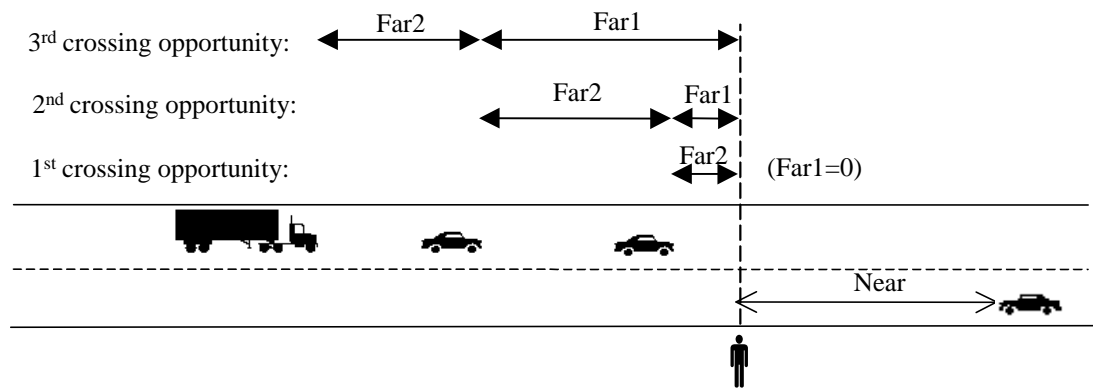 Far2 Far1
3rd crossing opportunity:
2nd crossing opportunity: Far2 Far1
1st crossing opportunity: Far2 (Far1=0)
Near